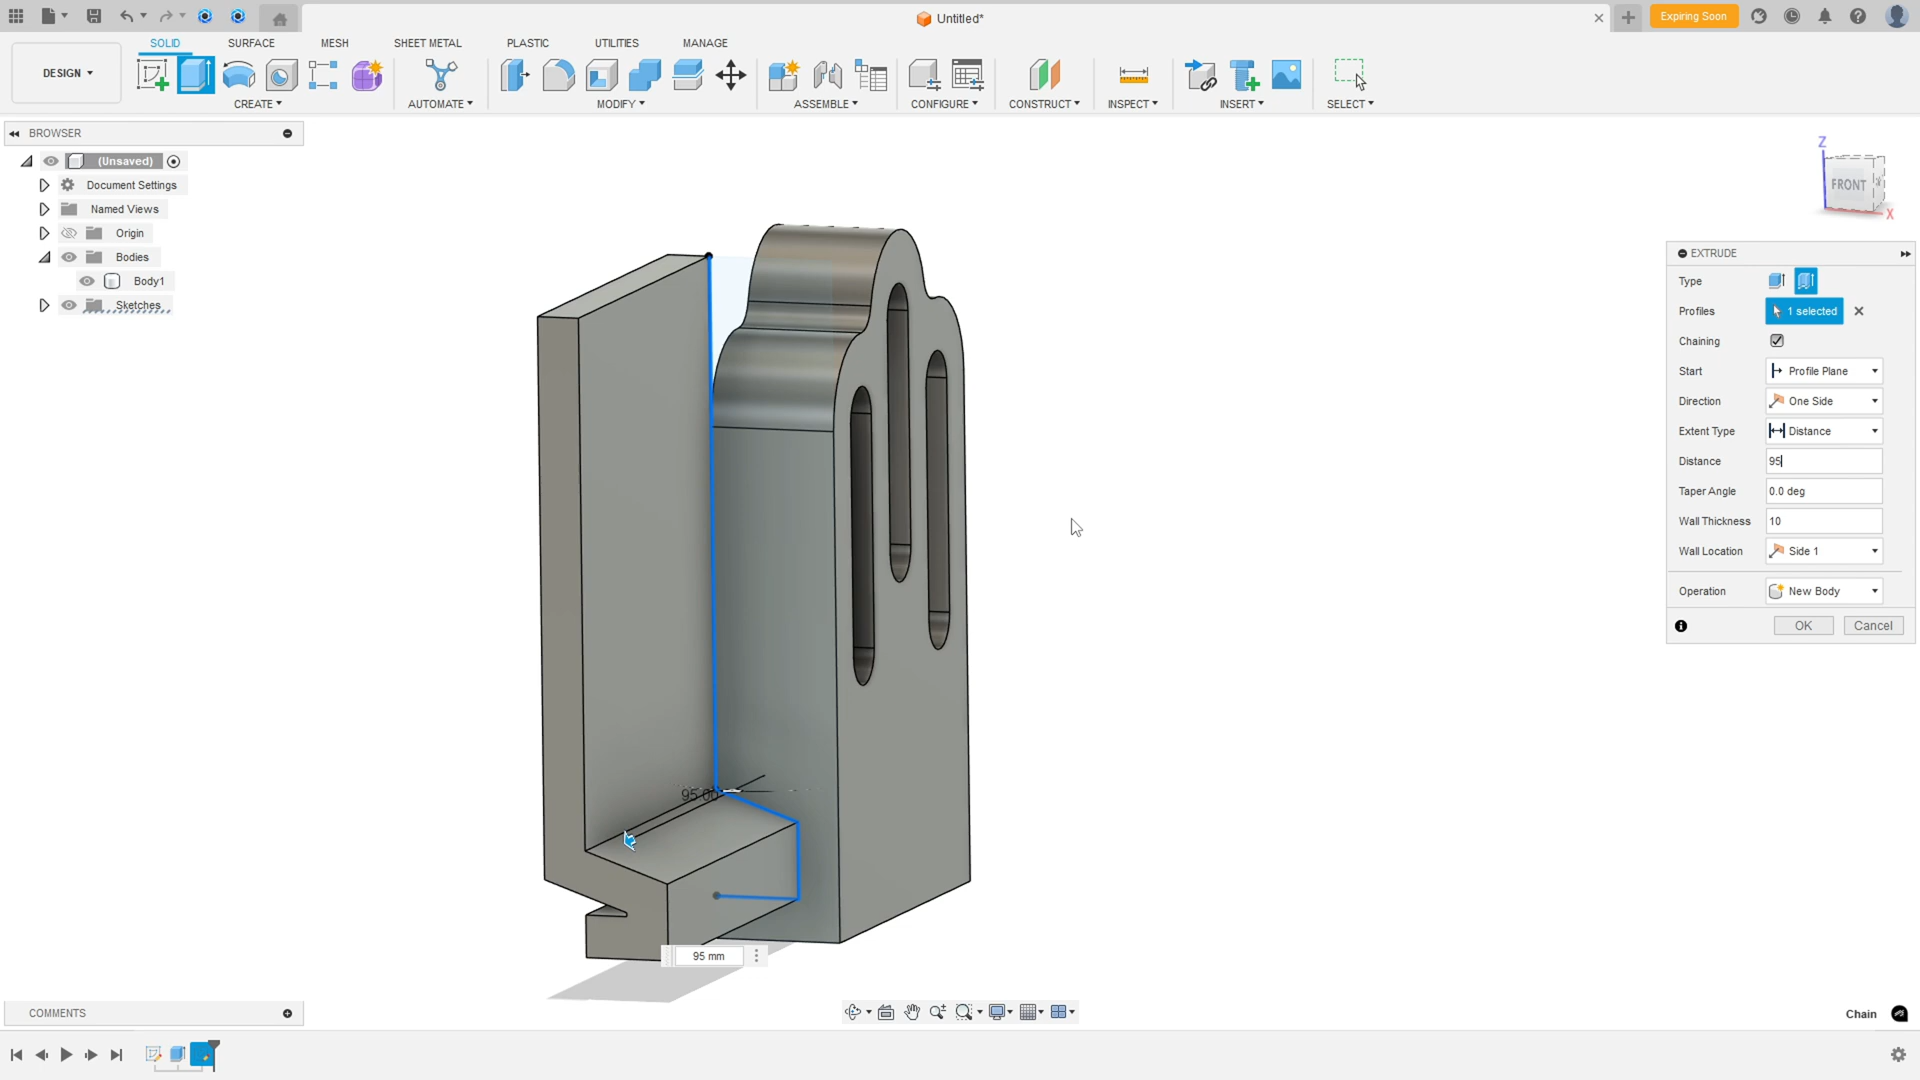 Untitled*
Expiring Soon
DESIGN
SOLID
SURFACE
MESH
SHEET METAL
PLASTIC
UTILITIES
MANAGE
CREATE
AUTOMATE
MODIFY
ASSEMBLE
CONFIGURE
CONSTRUCT
INSPECT
INSERT
SELECT
BROWSER
(Unsaved)
Document Settings
Named Views
Origin
Bodies
Body1
Sketches
Z
FRONT
X
EXTRUDE
Type
Profiles 1 selected
Chaining
Start Profile Plane
Direction One Side
Extent Type Distance
Distance 95
Taper Angle 0.0 deg
Wall Thickness 10
Wall Location Side 1
Operation New Body
OK Cancel
95.00
95 mm
COMMENTS
Chain